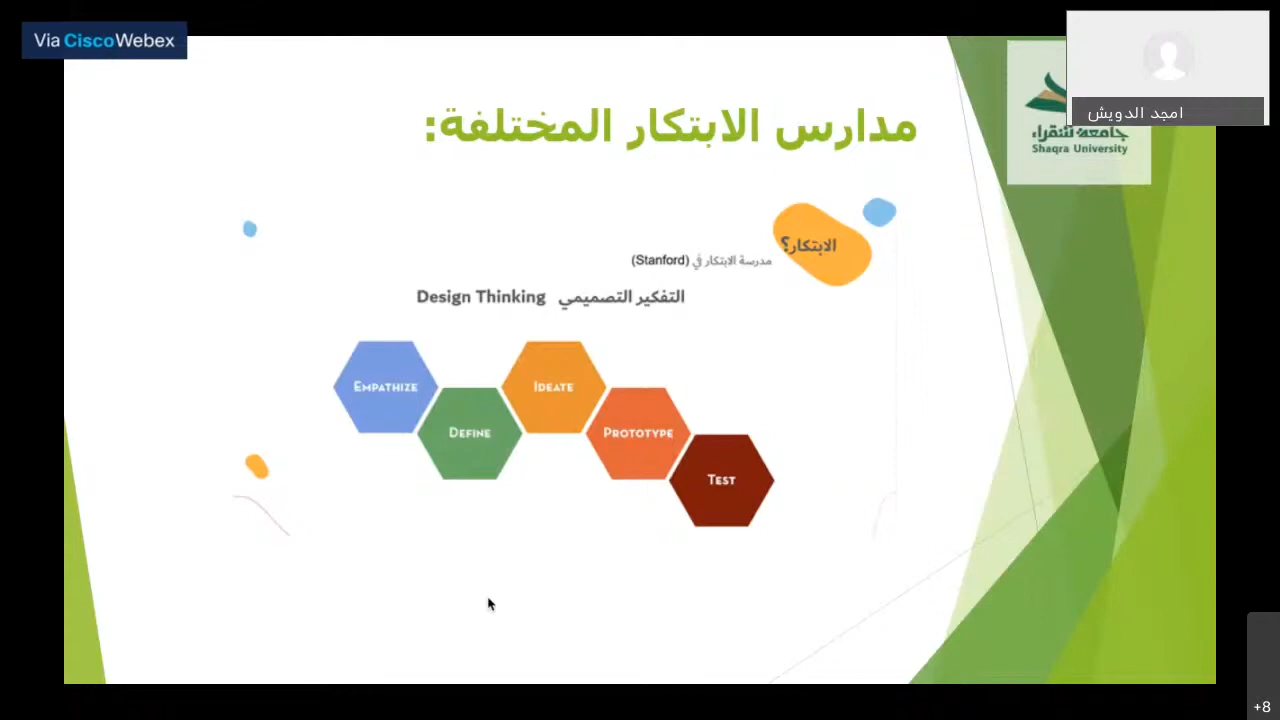 Via CiscoWebex
امجد الدويش
جامعة شقراء
Shaqra University
مدارس الابتكار المختلفة:
الابتكار؟
مدرسة الابتكار في (Stanford)
التفكير التصميمي Design Thinking
EMPATHIZE
DEFINE
IDEATE
PROTOTYPE
TEST
+8